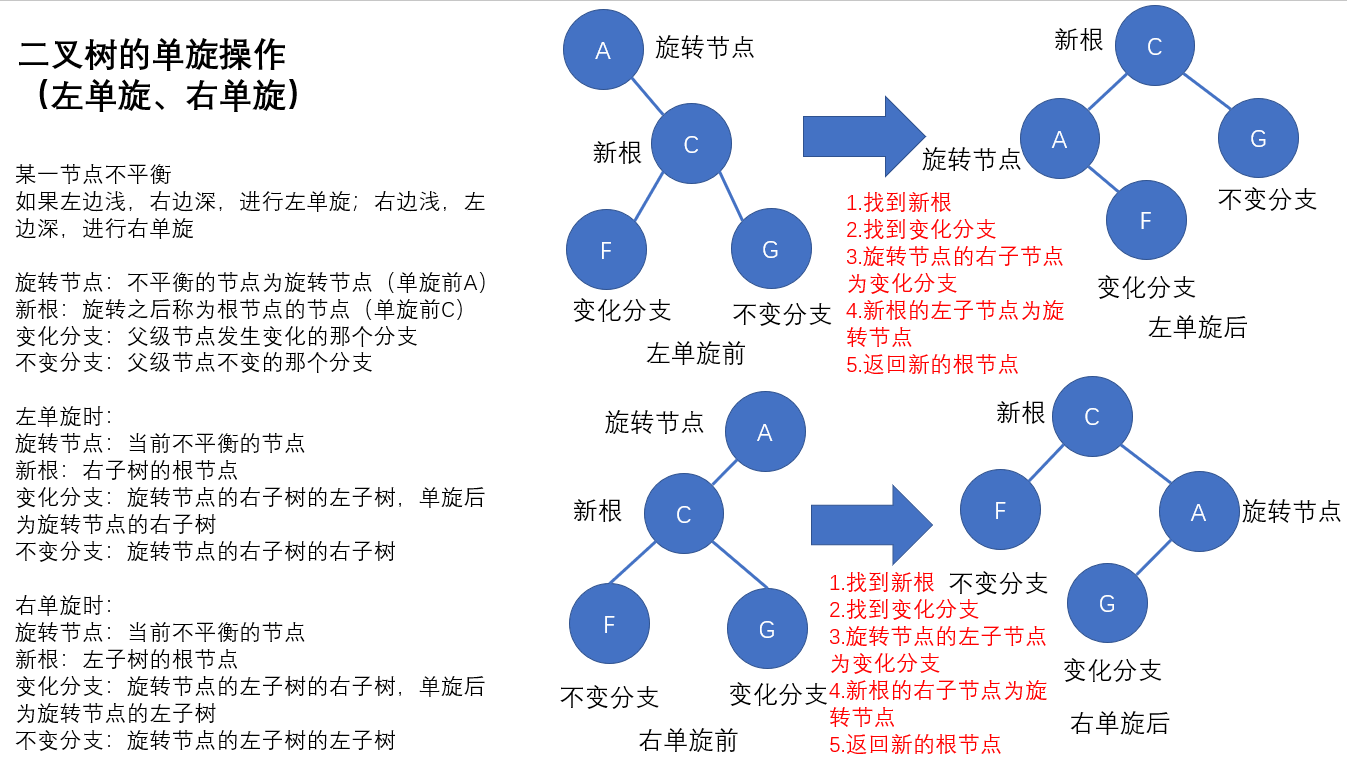 二叉树的单旋操作
（左单旋、右单旋）
某一节点不平衡
如果左边浅，右边深，进行左单旋；右边浅，左
边深，进行右单旋
旋转节点：不平衡的节点为旋转节点（单旋前A）
新根：旋转之后称为根节点的节点（单旋前C）
变化分支：父级节点发生变化的那个分支
不变分支：父级节点不变的那个分支
左单旋时：
旋转节点：当前不平衡的节点
新根：右子树的根节点
变化分支：旋转节点的右子树的左子树，单旋后
为旋转节点的右子树
不变分支：旋转节点的右子树的右子树
右单旋时：
旋转节点：当前不平衡的节点
新根：左子树的根节点
变化分支：旋转节点的左子树的右子树，单旋后
为旋转节点的左子树
不变分支：旋转节点的左子树的左子树
A
旋转节点
新根
C
F
G
变化分支
不变分支
左单旋前
1.找到新根
2.找到变化分支
3.旋转节点的右子节点
为变化分支
4.新根的左子节点为旋
转节点
5.返回新的根节点
新根
C
A
G
旋转节点
不变分支
F
变化分支
左单旋后
旋转节点
A
新根
C
F
G
不变分支
变化分支
右单旋前
1.找到新根
2.找到变化分支
3.旋转节点的左子节点
为变化分支
4.新根的右子节点为旋
转节点
5.返回新的根节点
新根
C
F
A
旋转节点
不变分支
G
变化分支
右单旋后